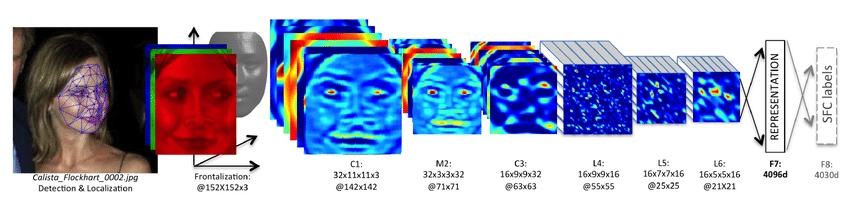 Calista_Flockhart_0002.jpg
Detection & Localization
Frontalization:
@152X152x3
C1:
32x11x11x3
@142x142
M2:
32x3x3x32
@71x71
C3:
16x9x9x32
@63x63
L4:
16x9x9x16
@55x55
L5:
16x7x7x16
@25x25
L6:
16x5x5x16
@21X21
REPRESENTATION
F7:
4096d
SFC labels
F8:
4030d